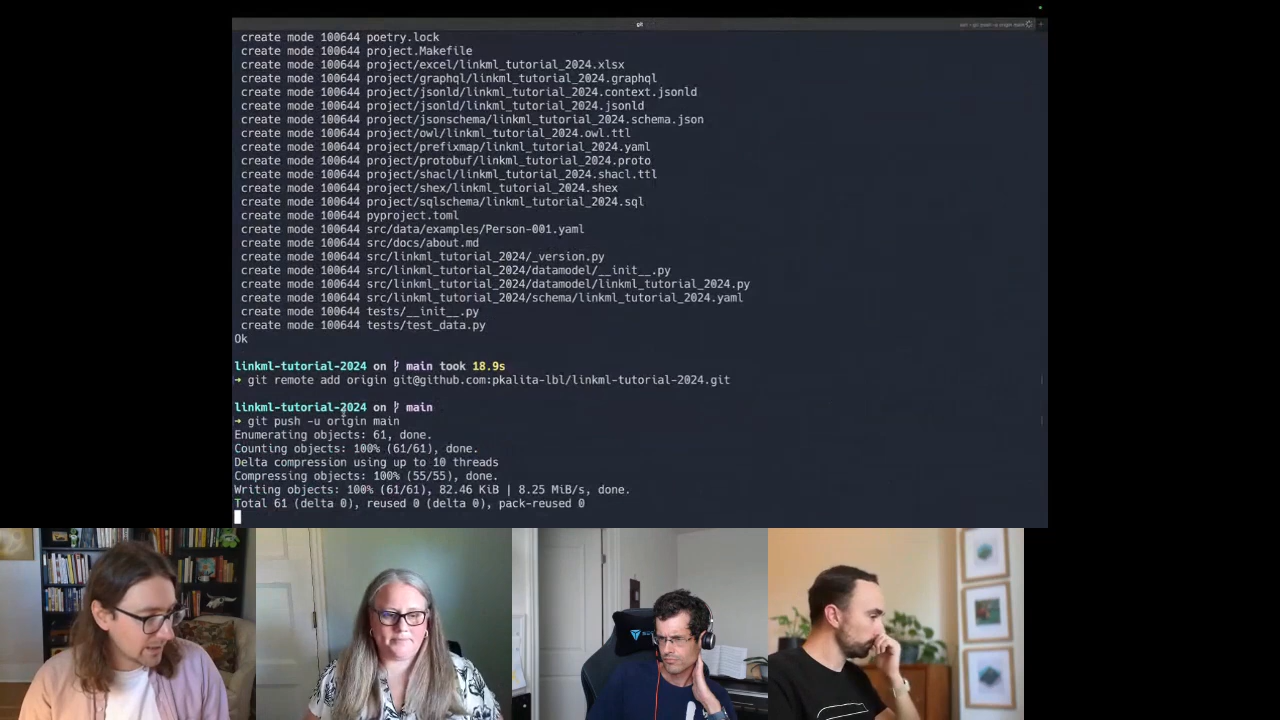 create mode 100644 poetry.lock
create mode 100644 project.Makefile
create mode 100644 project/excel/linkml_tutorial_2024.xlsx
create mode 100644 project/graphql/linkml_tutorial_2024.graphql
create mode 100644 project/jsonld/linkml_tutorial_2024.context.jsonld
create mode 100644 project/jsonld/linkml_tutorial_2024.jsonld
create mode 100644 project/jsonschema/linkml_tutorial_2024.schema.json
create mode 100644 project/owl/linkml_tutorial_2024.owl.ttl
create mode 100644 project/prefixmap/linkml_tutorial_2024.yaml
create mode 100644 project/protobuf/linkml_tutorial_2024.proto
create mode 100644 project/shacl/linkml_tutorial_2024.shacl.ttl
create mode 100644 project/shex/linkml_tutorial_2024.shex
create mode 100644 project/sqlschema/linkml_tutorial_2024.sql
create mode 100644 pyproject.toml
create mode 100644 src/data/examples/Person-001.yaml
create mode 100644 src/docs/about.md
create mode 100644 src/linkml_tutorial_2024/_version.py
create mode 100644 src/linkml_tutorial_2024/datamodel/__init__.py
create mode 100644 src/linkml_tutorial_2024/datamodel/linkml_tutorial_2024.py
create mode 100644 src/linkml_tutorial_2024/schema/linkml_tutorial_2024.yaml
create mode 100644 tests/__init__.py
create mode 100644 tests/test_data.py
Ok
linkml-tutorial-2024 on main took 18.9s
➜ git remote add origin git@github.com:pkalita-lbl/linkml-tutorial-2024.git
linkml-tutorial-2024 on main
➜ git push -u origin main
Enumerating objects: 61, done.
Counting objects: 100% (61/61), done.
Delta compression using up to 10 threads
Compressing objects: 100% (55/55), done.
Writing objects: 100% (61/61), 82.46 KiB | 8.25 MiB/s, done.
Total 61 (delta 0), reused 0 (delta 0), pack-reused 0